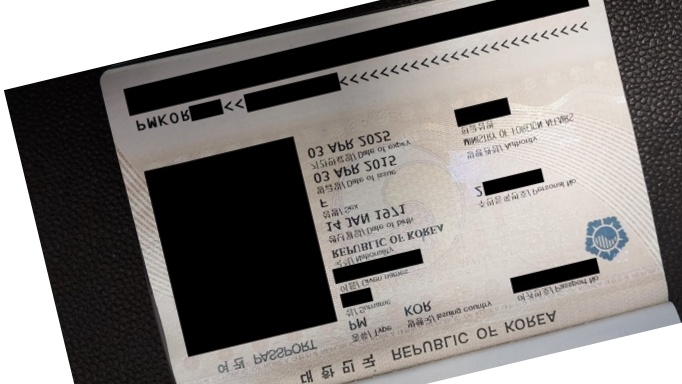 대한민국 REPUBLIC OF KOREA
여권 PASSPORT
종류/ Type 발행국/ Issuing country 여권번호/ Passport No.
PM KOR
성/ Surname
이름/ Given names
국적/ Nationality
REPUBLIC OF KOREA
생년월일/ Date of birth 주민등록번호/ Personal No.
14 JAN 1971 2
성별/ Sex
F
발급일/ Date of issue 발행관청/ Authority
03 APR 2015 MINISTRY OF FOREIGN AFFAIRS
기간만료일/ Date of expiry 한글성명
03 APR 2025
PMKOR <<<<<<<<<<<<<<<<<<<<<<<<<<<<